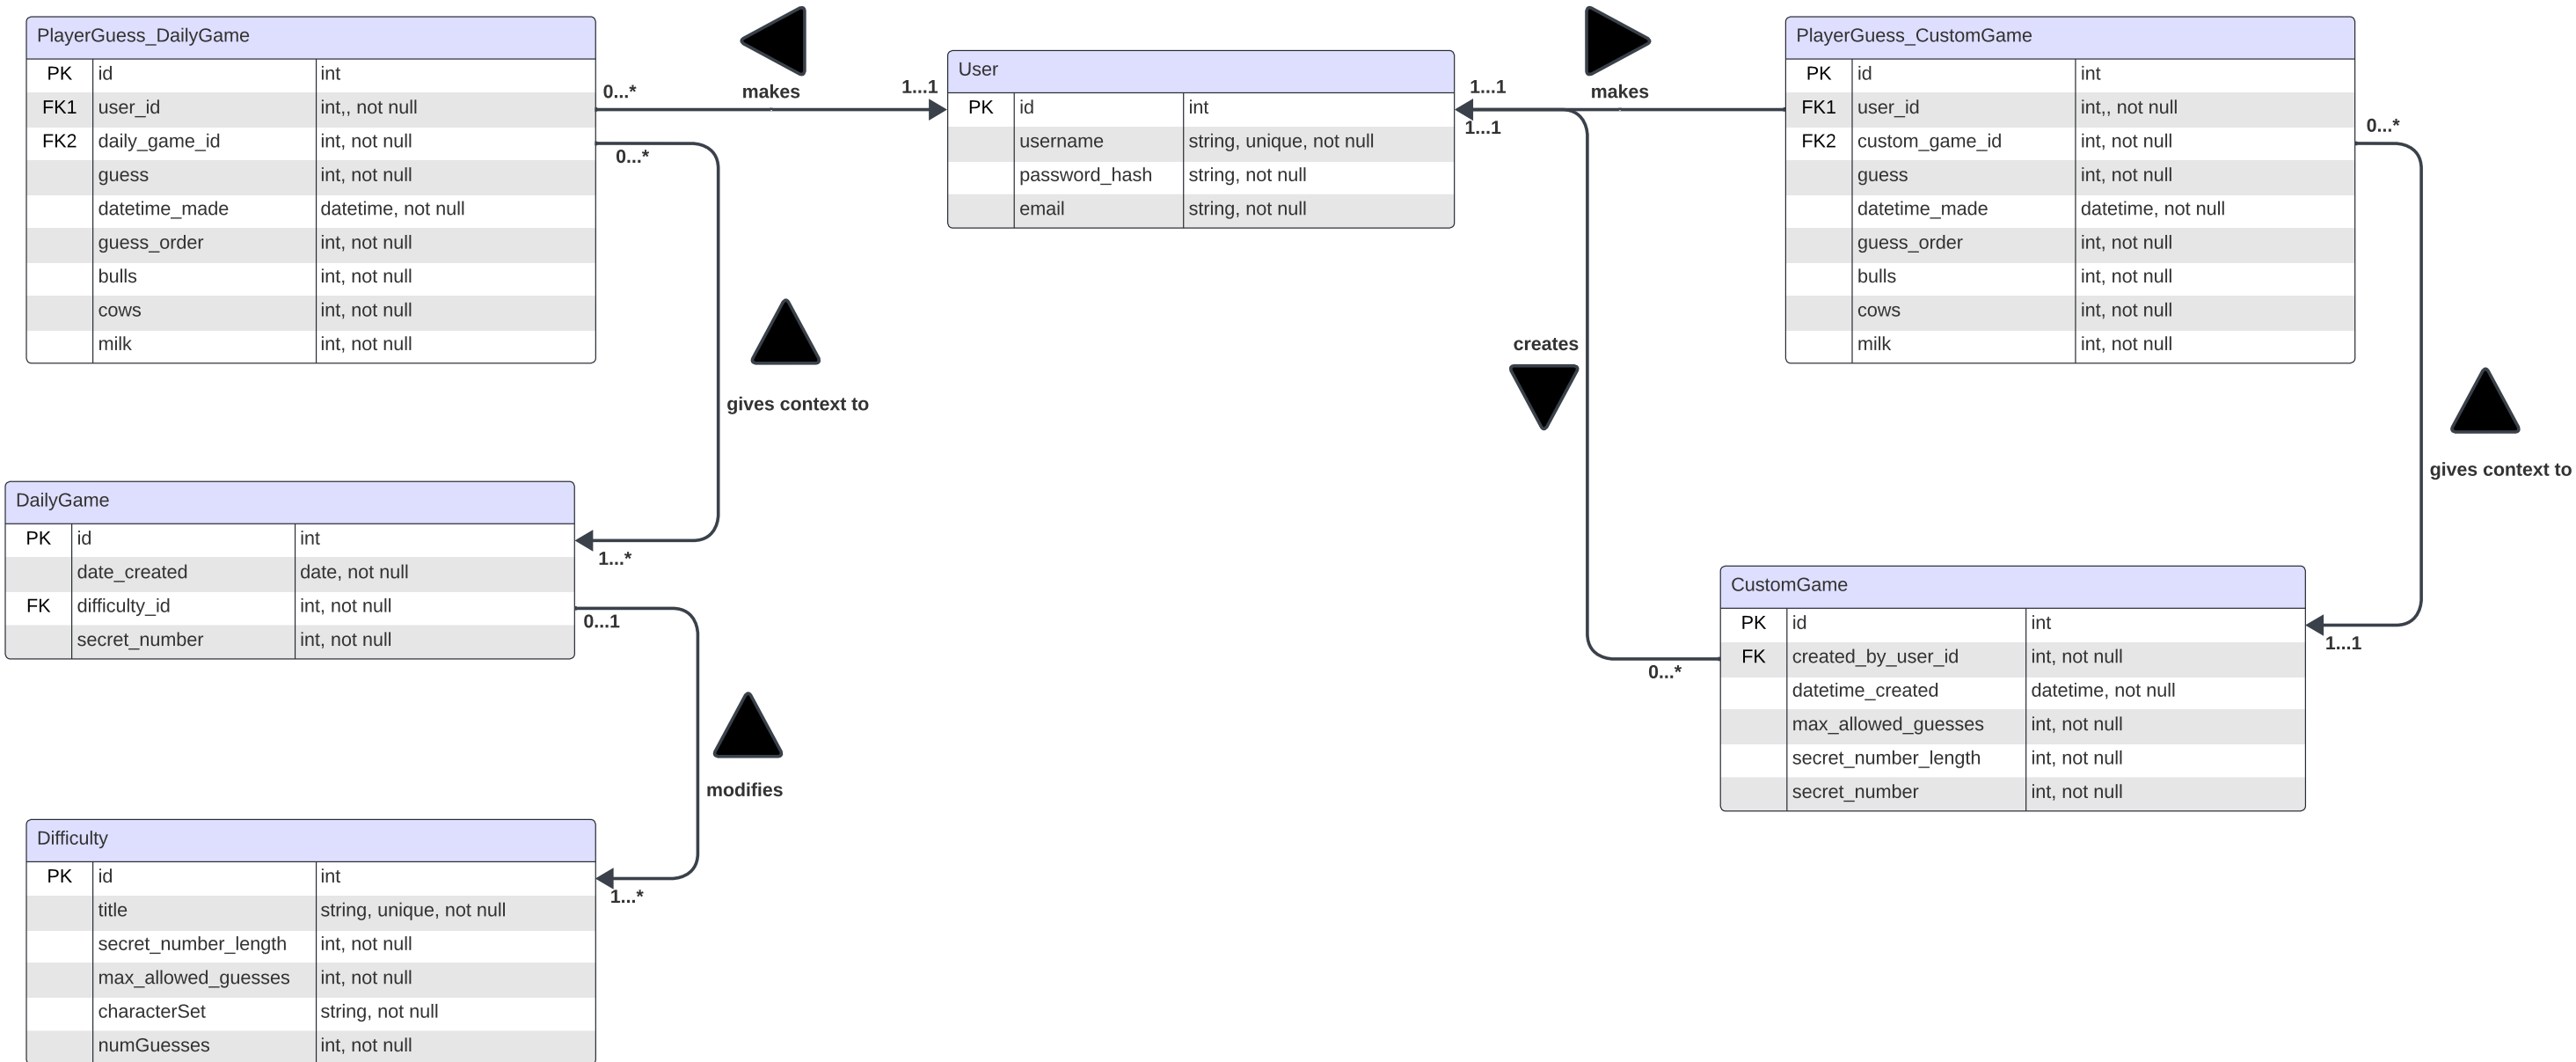 PlayerGuess_DailyGame
PK id int
FK1 user_id int,, not null
FK2 daily_game_id int, not null
guess int, not null
datetime_made datetime, not null
guess_order int, not null
bulls int, not null
cows int, not null
milk int, not null
0...* makes 1...1
0...*
User
PK id int
username string, unique, not null
password_hash string, not null
email string, not null
1...1 makes
1...1
PlayerGuess_CustomGame
PK id int
FK1 user_id int,, not null
FK2 custom_game_id int, not null
guess int, not null
datetime_made datetime, not null
guess_order int, not null
bulls int, not null
cows int, not null
milk int, not null
0...*
gives context to
creates
gives context to
DailyGame
PK id int
date_created date, not null
FK difficulty_id int, not null
secret_number int, not null
1...*
0...1
modifies
CustomGame
PK id int
FK created_by_user_id int, not null
datetime_created datetime, not null
max_allowed_guesses int, not null
secret_number_length int, not null
secret_number int, not null
1...1
0...*
Difficulty
PK id int
title string, unique, not null
secret_number_length int, not null
max_allowed_guesses int, not null
characterSet string, not null
numGuesses int, not null
1...*